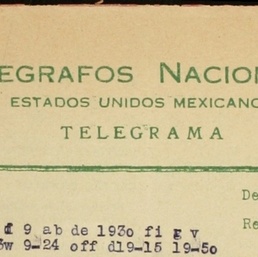 EGRAFOS NACION
ESTADOS UNIDOS MEXICANO
TELEGRAMA
De
Re
d 9 ab de 1930 fi g v
w 9-24 off d19-15 19-50